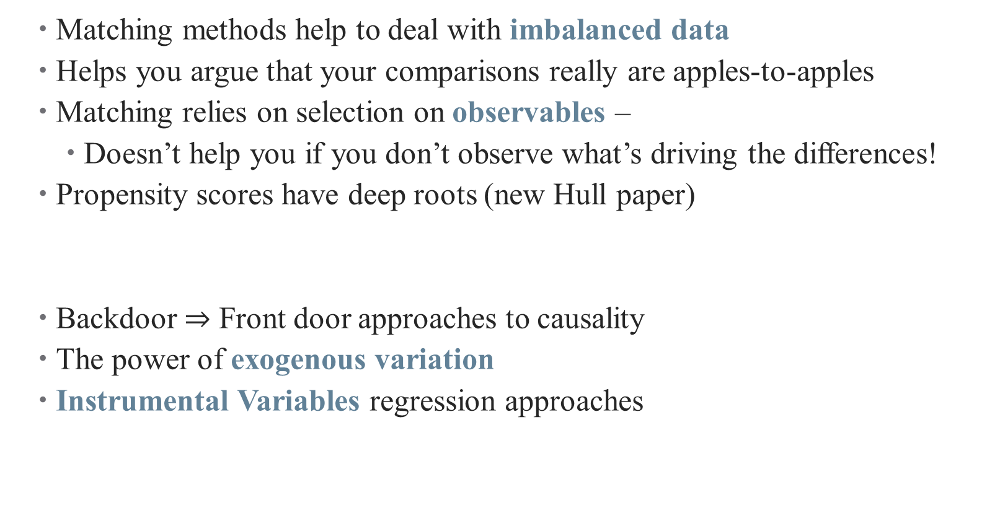 • Matching methods help to deal with imbalanced data
• Helps you argue that your comparisons really are apples-to-apples
• Matching relies on selection on observables –
• Doesn’t help you if you don’t observe what’s driving the differences!
• Propensity scores have deep roots (new Hull paper)
• Backdoor ⇒ Front door approaches to causality
• The power of exogenous variation
• Instrumental Variables regression approaches